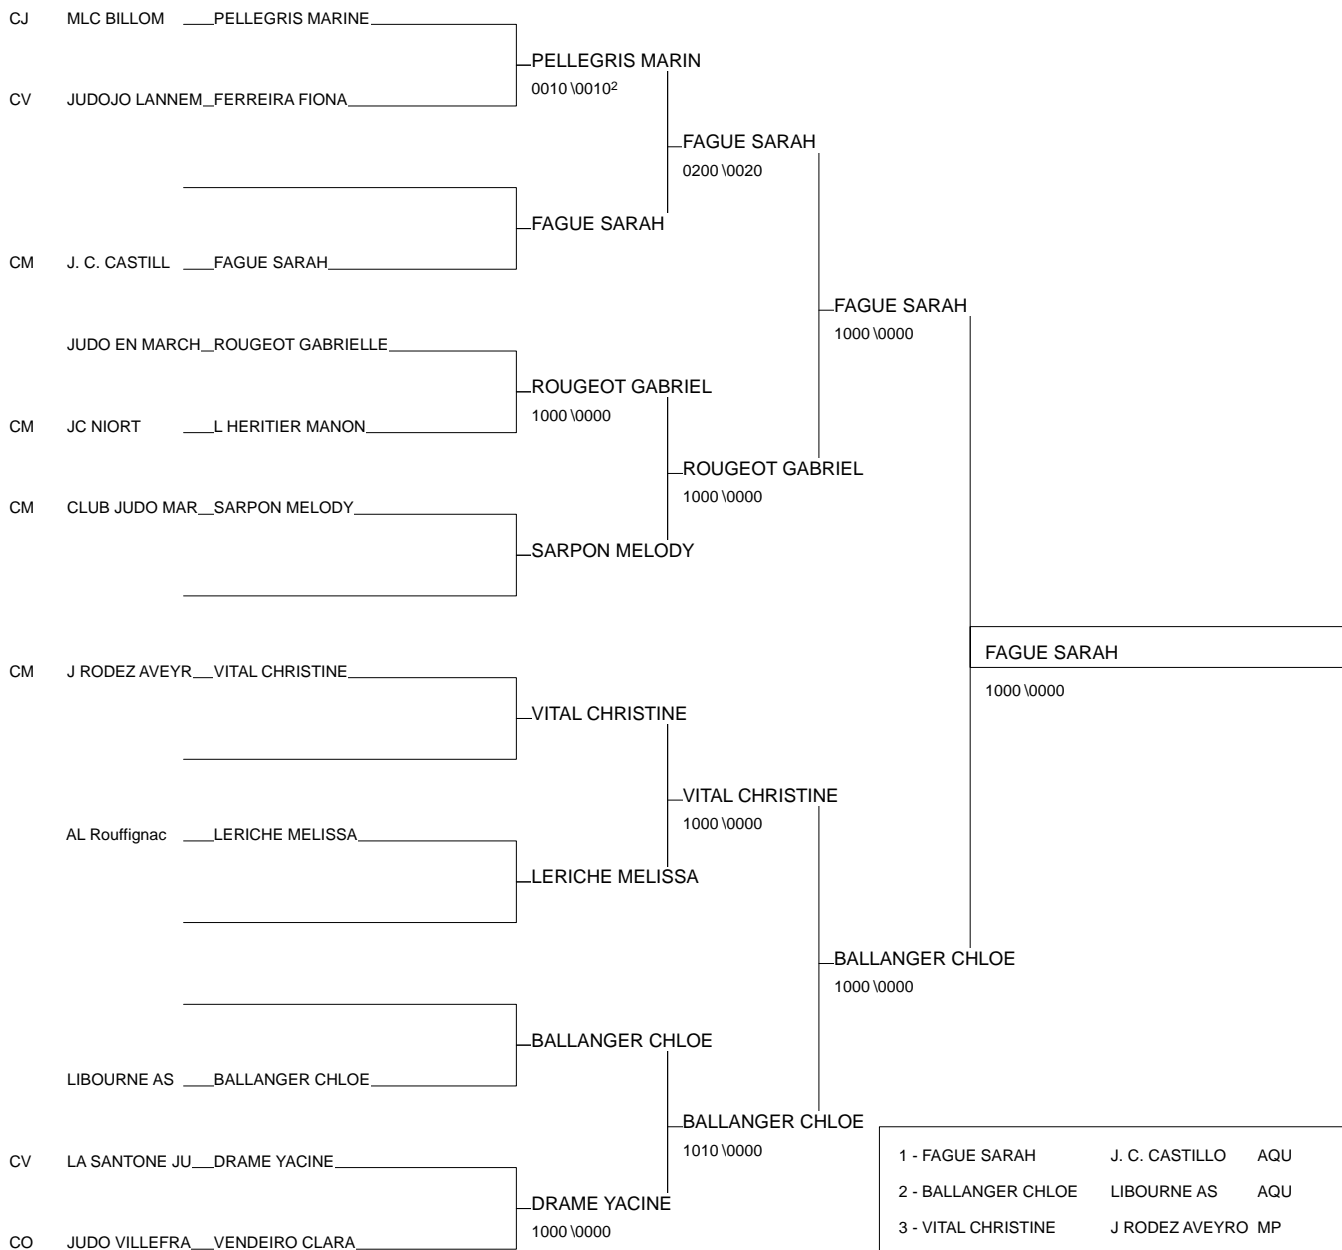 CJ MLC BILLOM PELLEGRIS MARINE
PELLEGRIS MARIN
0010 \0010²
CV JUDOJO LANNEM FERREIRA FIONA
FAGUE SARAH
0200 \0020
FAGUE SARAH
CM J. C. CASTILL FAGUE SARAH
FAGUE SARAH
1000 \0000
JUDO EN MARCH ROUGEOT GABRIELLE
ROUGEOT GABRIEL
1000 \0000
CM JC NIORT L HERITIER MANON
ROUGEOT GABRIEL
1000 \0000
CM CLUB JUDO MAR SARPON MELODY
SARPON MELODY
FAGUE SARAH
1000 \0000
CM J RODEZ AVEYR VITAL CHRISTINE
VITAL CHRISTINE
VITAL CHRISTINE
1000 \0000
AL Rouffignac LERICHE MELISSA
LERICHE MELISSA
BALLANGER CHLOE
1000 \0000
BALLANGER CHLOE
LIBOURNE AS BALLANGER CHLOE
BALLANGER CHLOE
1010 \0000
CV LA SANTONE JU DRAME YACINE
DRAME YACINE
1000 \0000
CO JUDO VILLEFRA VENDEIRO CLARA
1 - FAGUE SARAH J. C. CASTILLO AQU
2 - BALLANGER CHLOE LIBOURNE AS AQU
3 - VITAL CHRISTINE J RODEZ AVEYRO MP